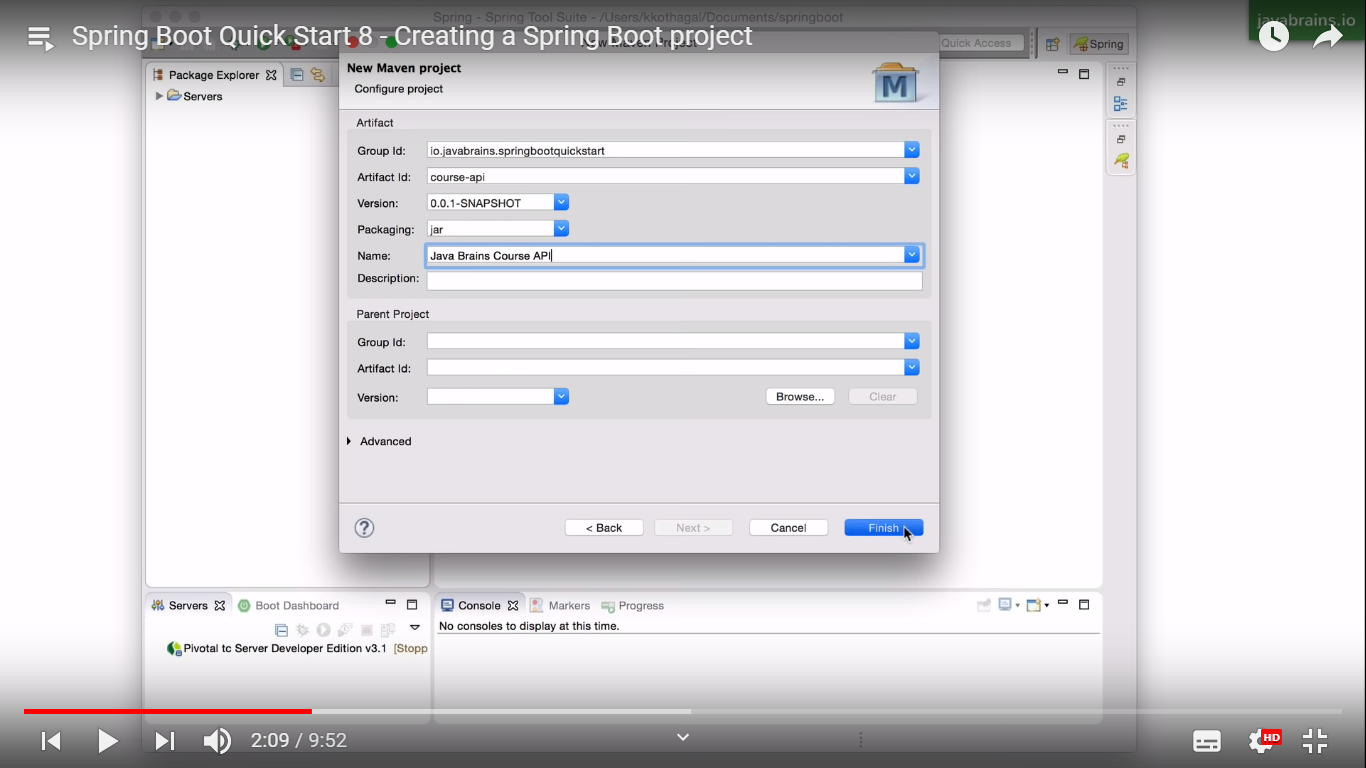 Spring - Spring Tool Suite - /Users/kkothagal/Documents/springboot
javabrains.io
Spring Boot Quick Start 8 - Creating a Spring Boot project
New Maven Project
Quick Access
Spring
Package Explorer
Servers
New Maven project
Configure project
M
Artifact
Group Id: io.javabrains.springbootquickstart
Artifact Id: course-api
Version: 0.0.1-SNAPSHOT
Packaging: jar
Name: Java Brains Course API
Description:
Parent Project
Group Id:
Artifact Id:
Version:
Browse... Clear
Advanced
? < Back Next > Cancel Finish
Servers Boot Dashboard
Console Markers Progress
No consoles to display at this time.
Pivotal tc Server Developer Edition v3.1 [Stopp
2:09 / 9:52
HD